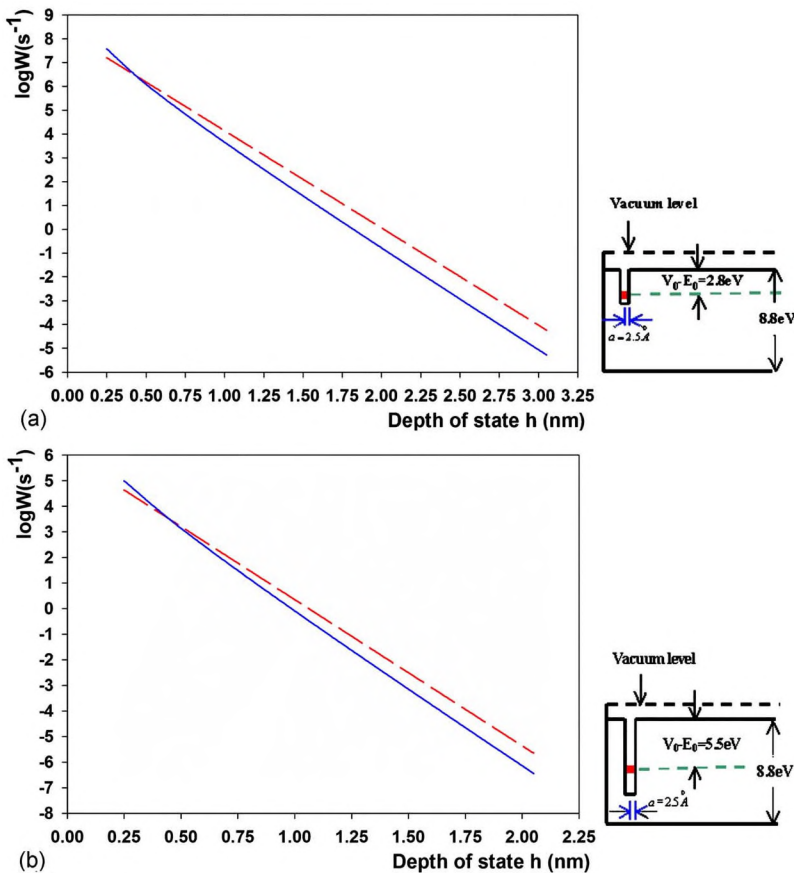 (a)
logW(s⁻¹)
9
8
7
6
5
4
3
2
1
0
-1
-2
-3
-4
-5
-6
0.00 0.25 0.50 0.75 1.00 1.25 1.50 1.75 2.00 2.25 2.50 2.75 3.00 3.25
Depth of state h (nm)
Vacuum level
V₀-E₀=2.8eV
8.8eV
a = 2.5 Å
(b)
logW(s⁻¹)
6
5
4
3
2
1
0
-1
-2
-3
-4
-5
-6
-7
-8
0.00 0.25 0.50 0.75 1.00 1.25 1.50 1.75 2.00 2.25
Depth of state h (nm)
Vacuum level
V₀-E₀=5.5eV
8.8eV
a = 2.5 Å